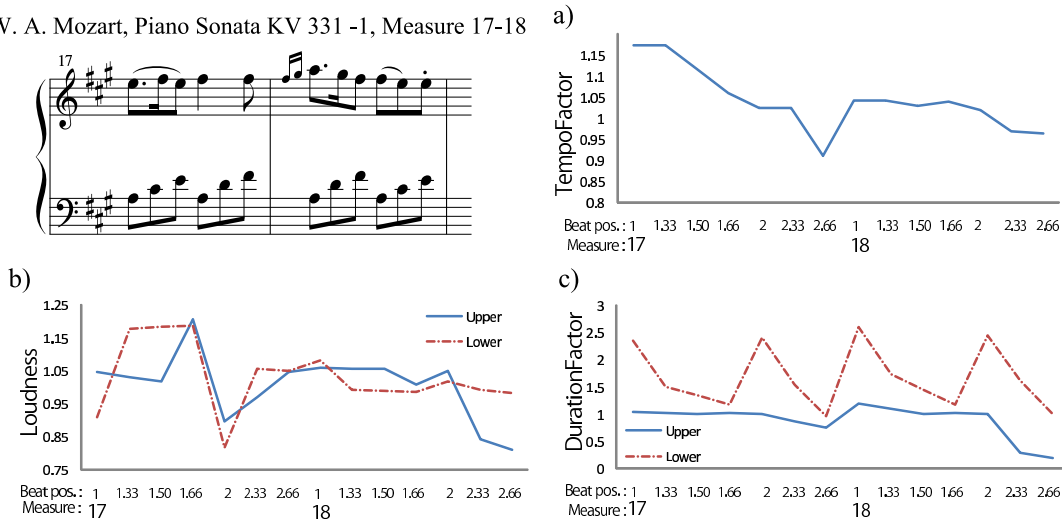 W. A. Mozart, Piano Sonata KV 331 -1, Measure 17-18
17
a)
TempoFactor
1,15
1.1
1.05
1
0.95
0.9
0.85
0.8
Beat pos. : 1 1.33 1.50 1.66 2 2.33 2.66 1 1.33 1.50 1.66 2 2.33 2.66
Measure : 17 18
b)
Loudness
1.25
1.15
1.05
0.95
0.85
0.75
Upper
Lower
Beat pos. : 1 1.33 1.50 1.66 2 2.33 2.66 1 1.33 1.50 1.66 2 2.33 2.66
Measure : 17 18
c)
DurationFactor
3
2.5
2
1.5
1
0.5
0
Upper
Lower
Beat pos. : 1 1.33 1.50 1.66 2 2.33 2.66 1 1.33 1.50 1.66 2 2.33 2.66
Measure : 17 18